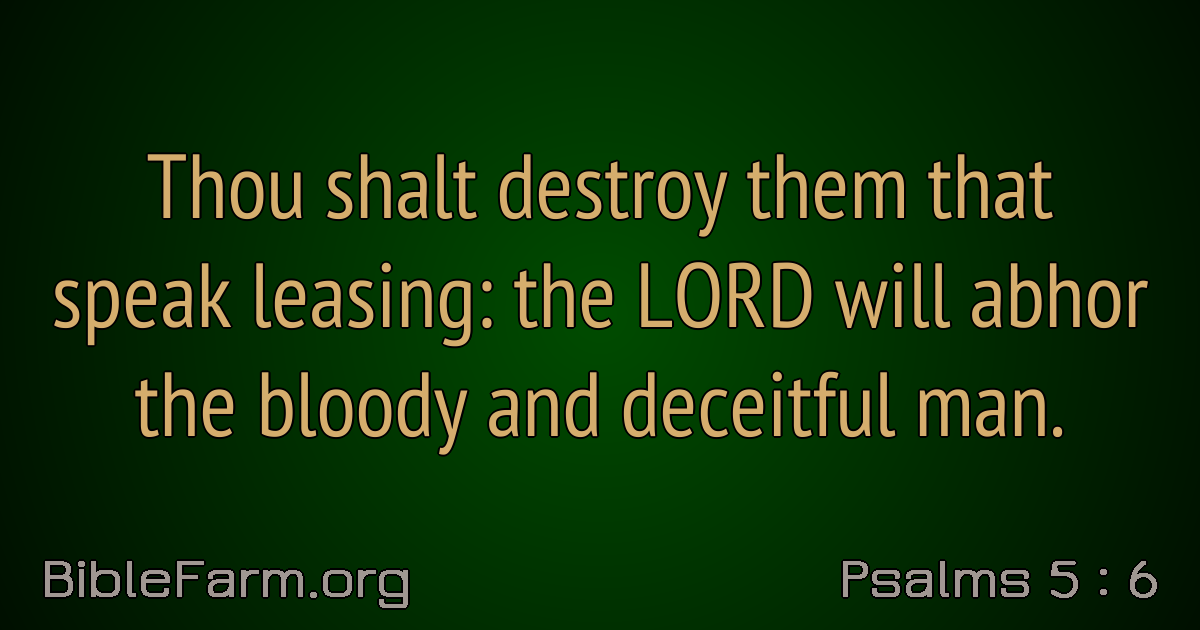 Thou shalt destroy them that
speak leasing: the LORD will abhor
the bloody and deceitful man.
BibleFarm.org
Psalms 5 : 6